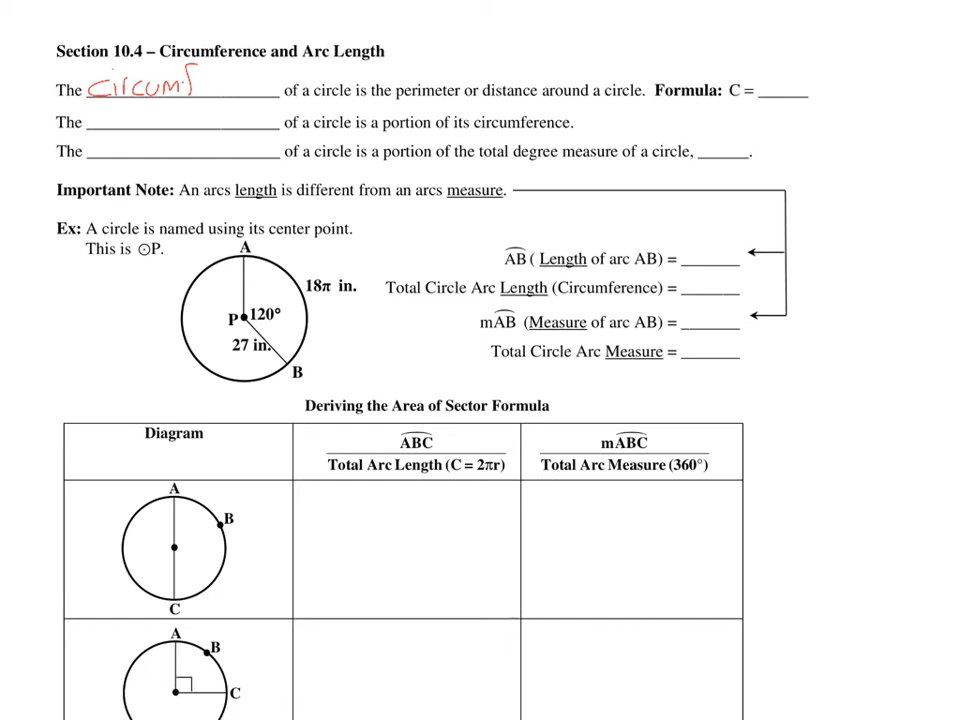 Section 10.4 – Circumference and Arc Length
The circumf of a circle is the perimeter or distance around a circle. Formula: C = ______
The ______________________ of a circle is a portion of its circumference.
The ______________________ of a circle is a portion of the total degree measure of a circle, ______.
Important Note: An arcs length is different from an arcs measure.
Ex: A circle is named using its center point.
This is ⊙P.
A
AB ( Length of arc AB) = _______
18π in.
Total Circle Arc Length (Circumference) = _______
P 120°
mAB (Measure of arc AB) = _______
27 in.
Total Circle Arc Measure = _______
B
Deriving the Area of Sector Formula
Diagram
ABC
Total Arc Length (C = 2πr)
mABC
Total Arc Measure (360°)
A
B
C
A
B
C